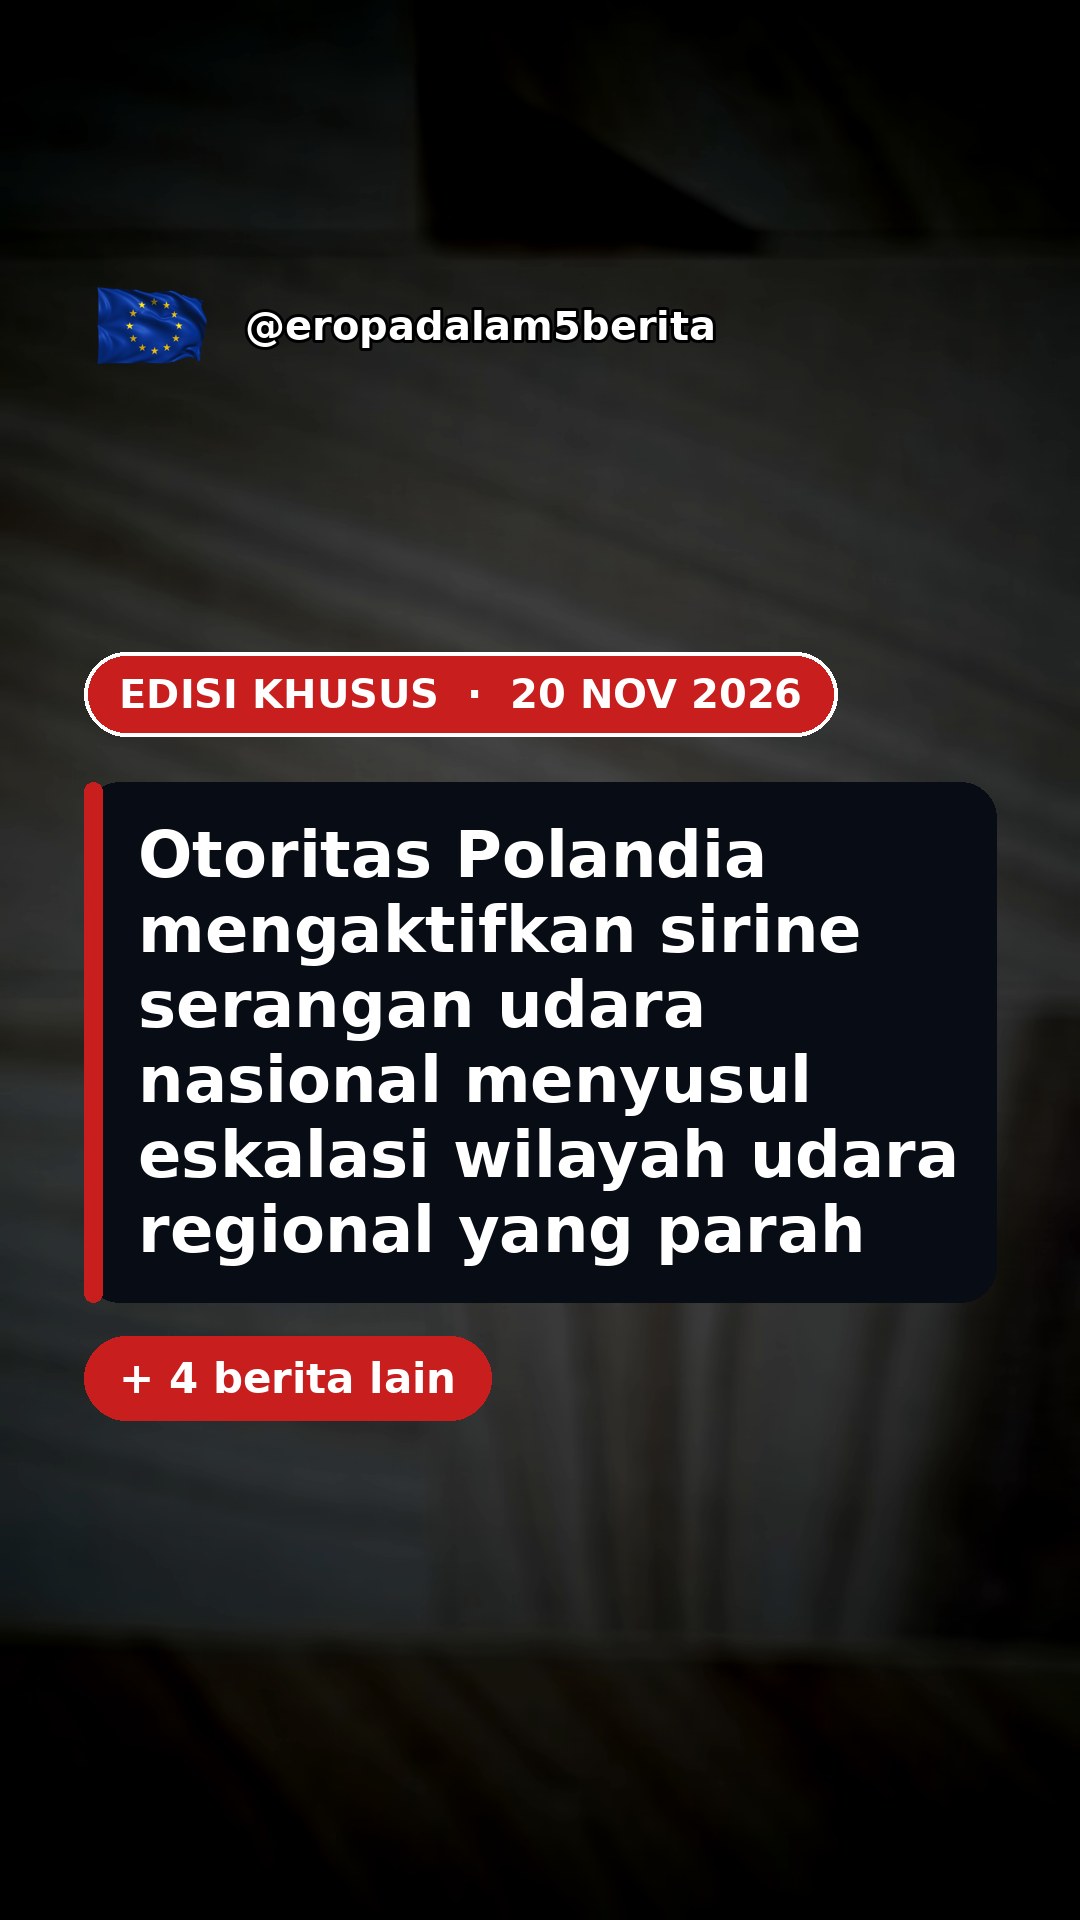 @eropadalam5berita
EDISI KHUSUS · 20 NOV 2026
Otoritas Polandia
mengaktifkan sirine
serangan udara
nasional menyusul
eskalasi wilayah udara
regional yang parah
+ 4 berita lain